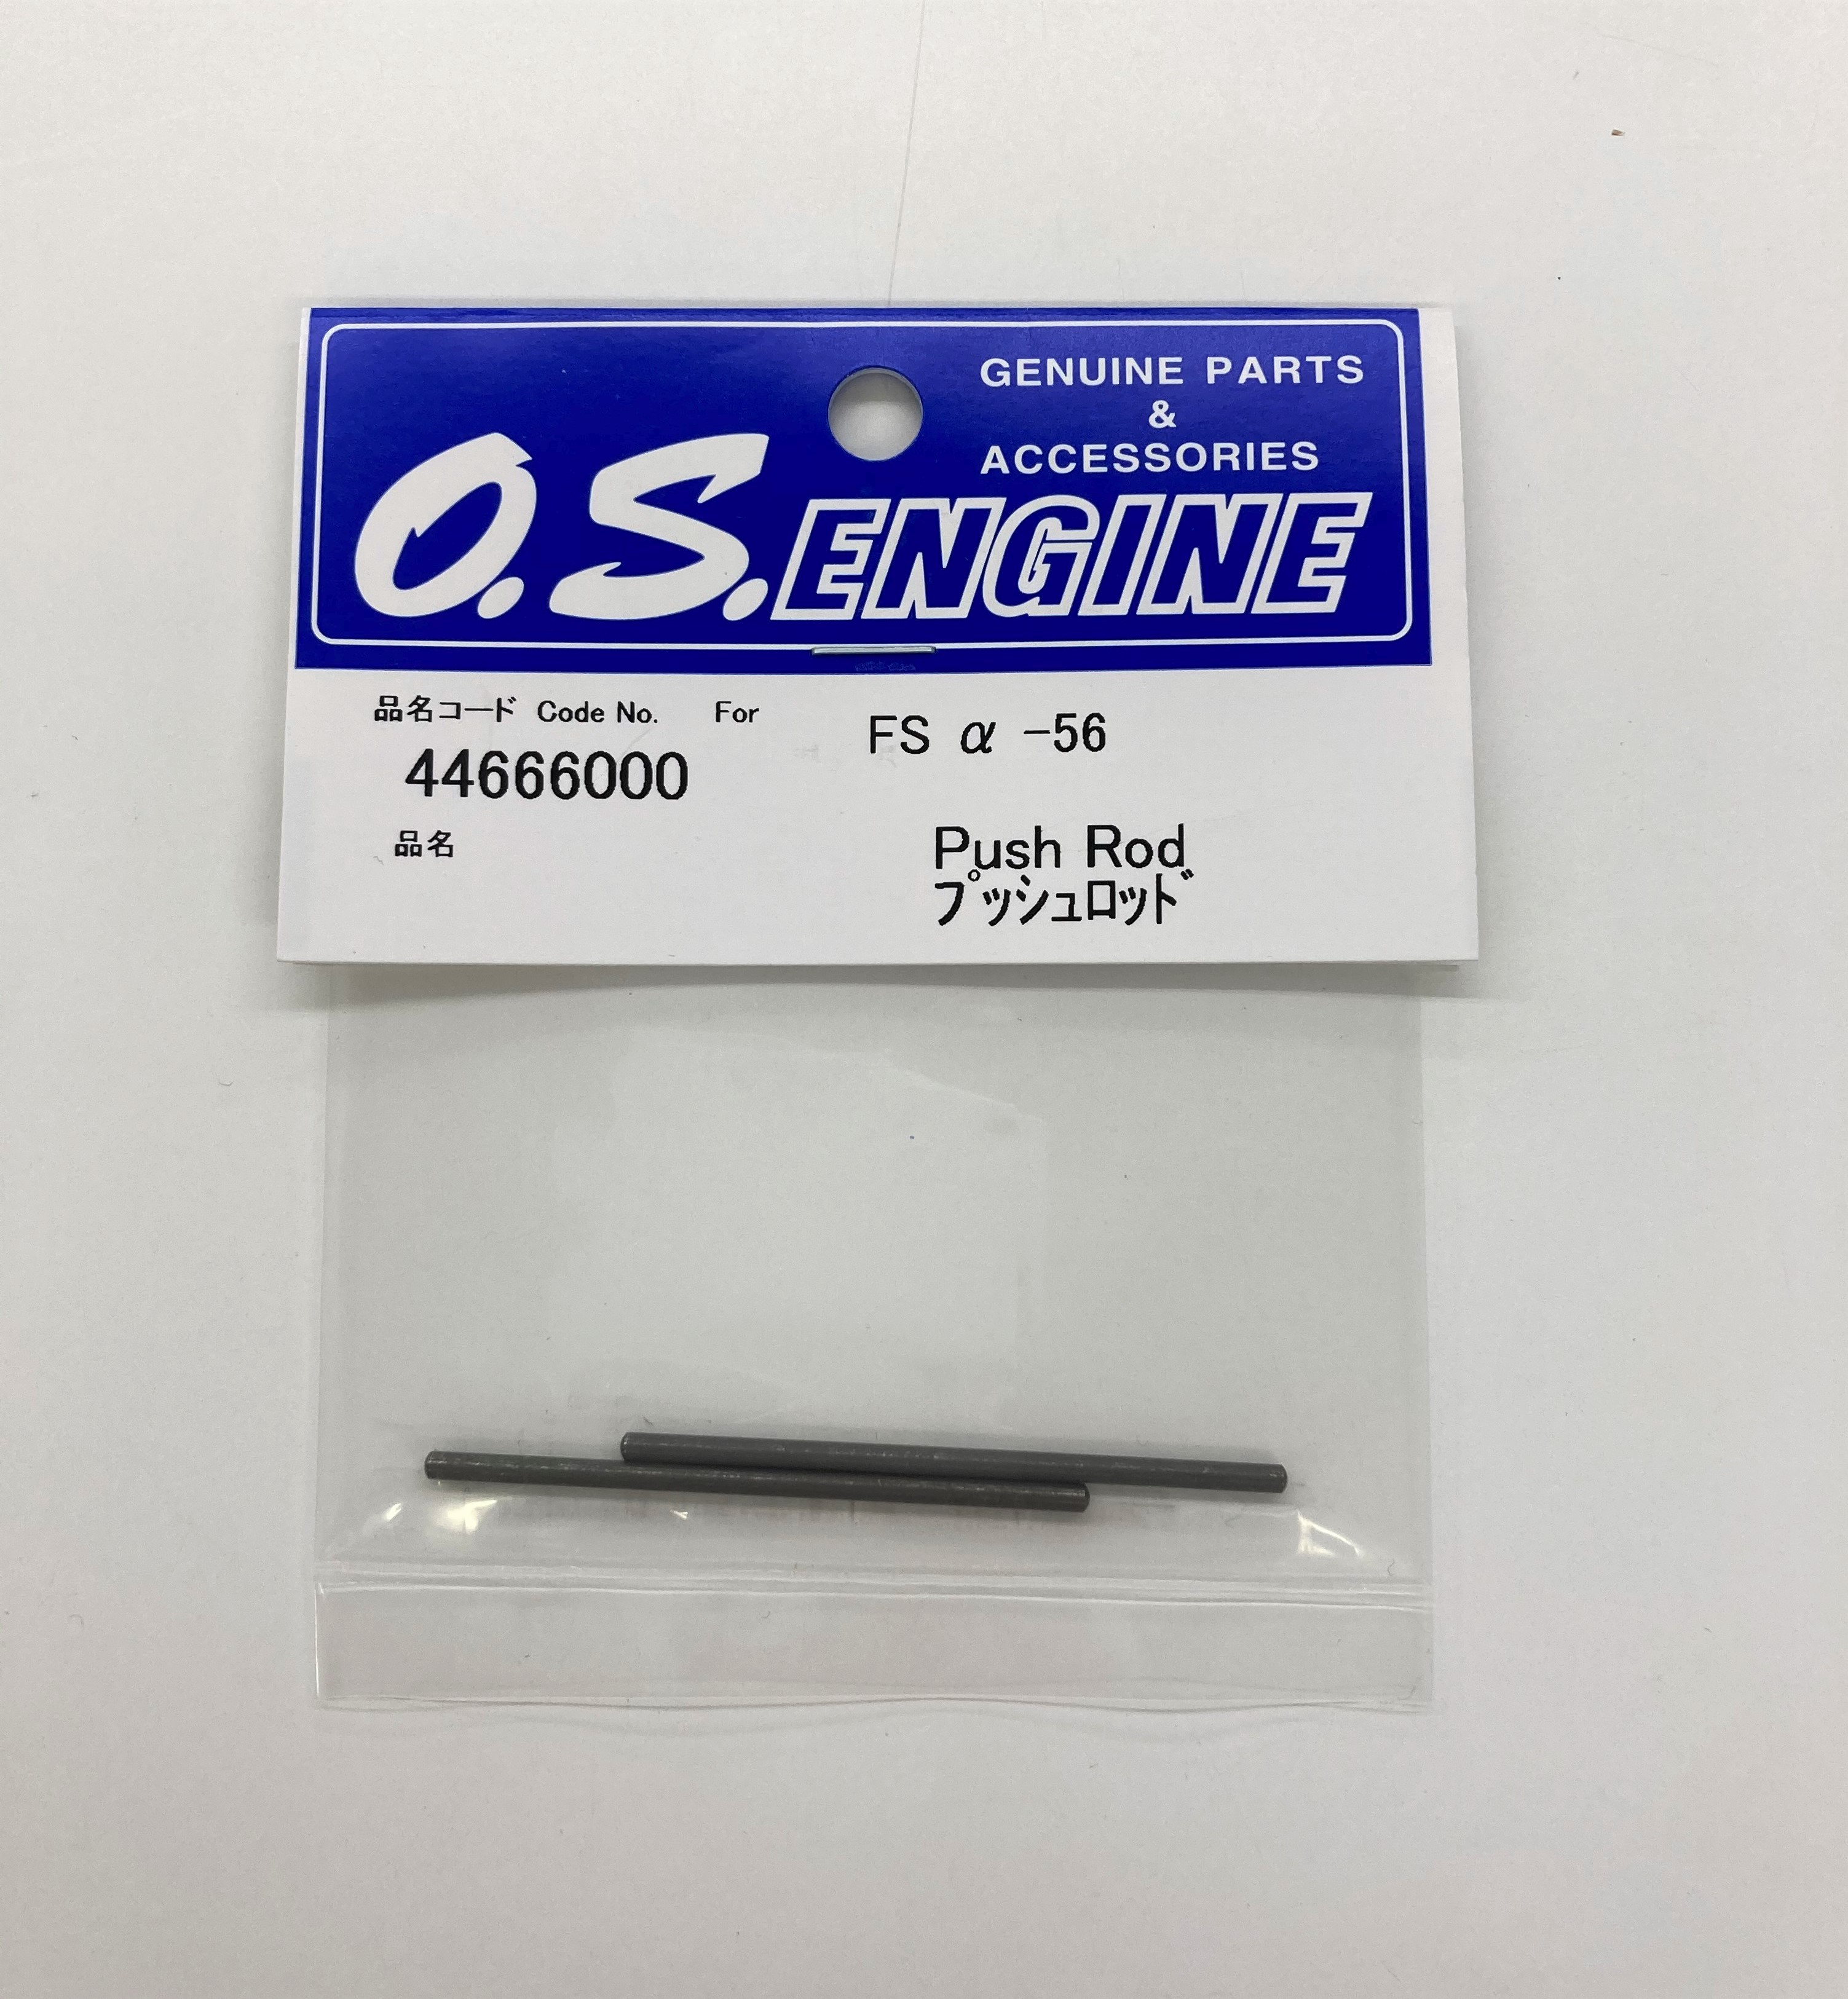 GENUINE PARTS
&
ACCESSORIES
O.S.ENGINE
品名コード Code No. For FS α -56
44666000
品名 Push Rod
プッシュロッド